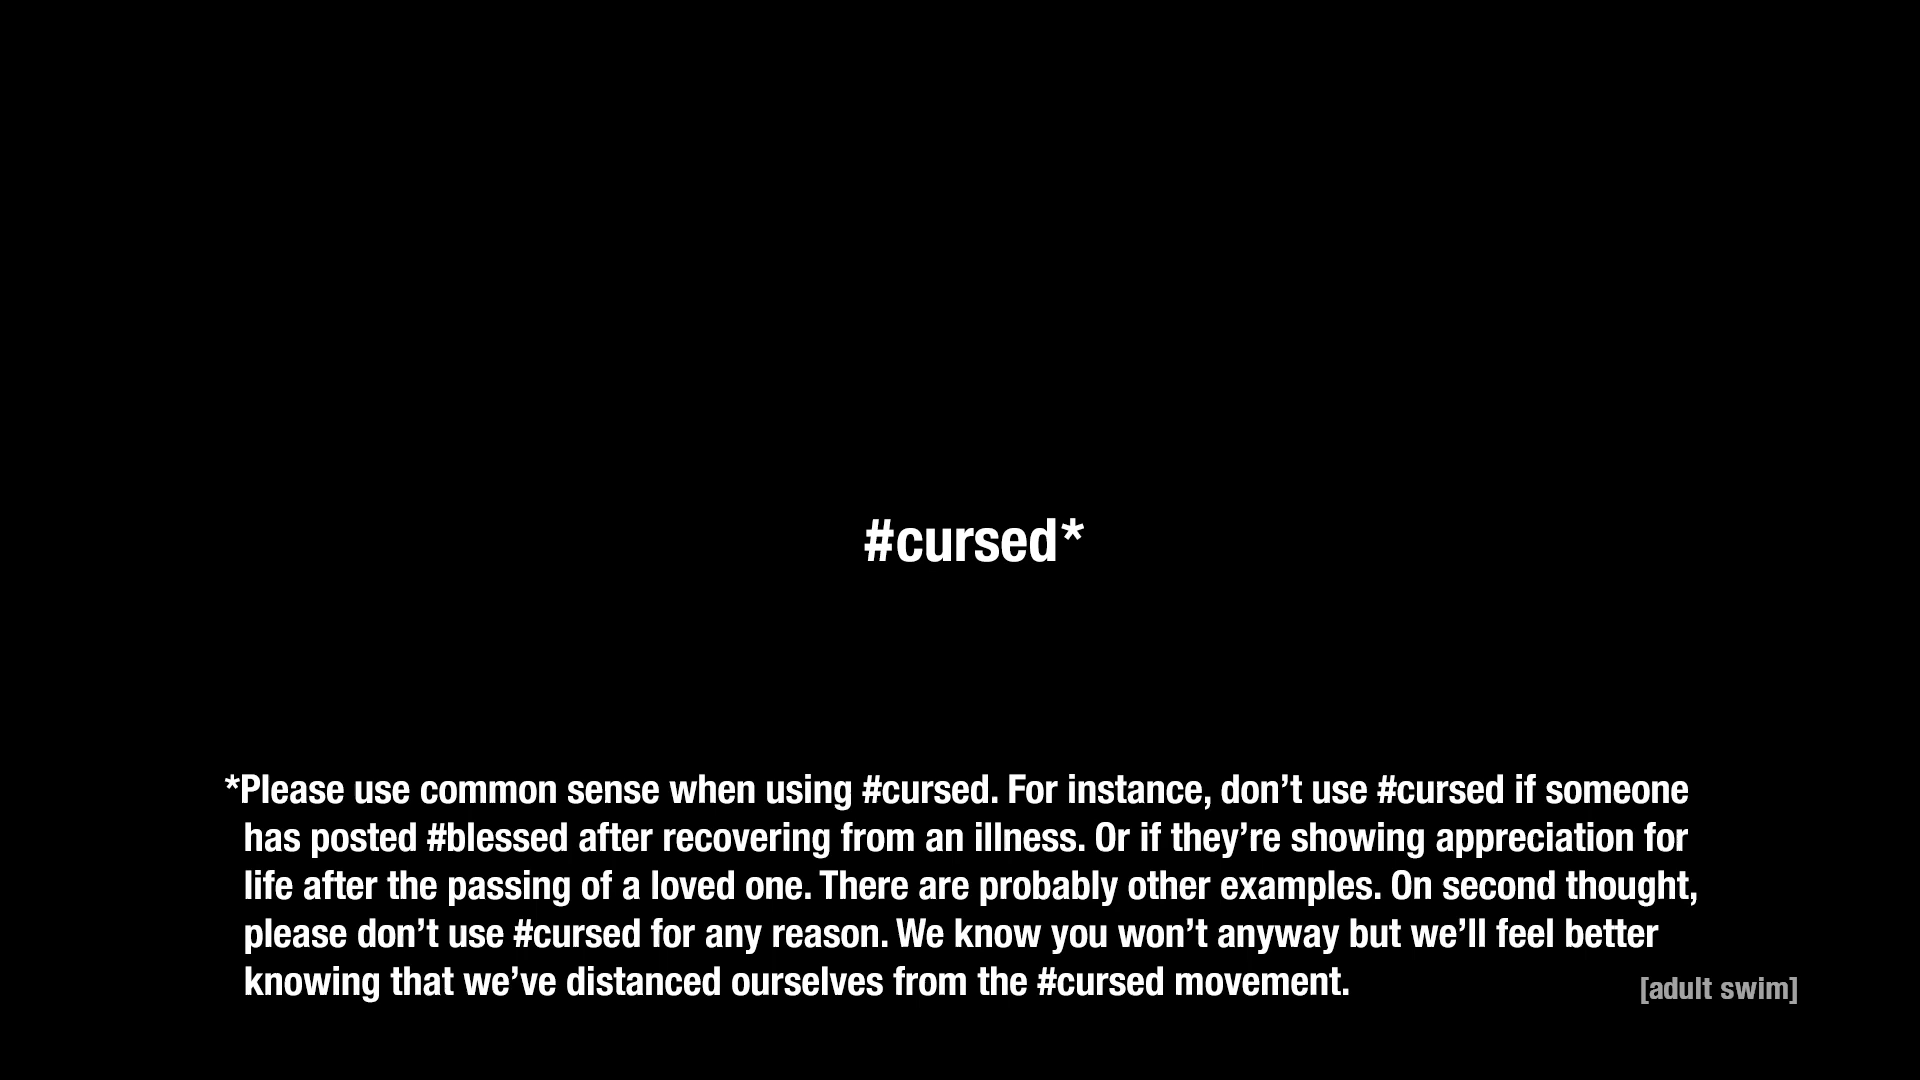 #cursed*
*Please use common sense when using #cursed. For instance, don’t use #cursed if someone
has posted #blessed after recovering from an illness. Or if they’re showing appreciation for
life after the passing of a loved one. There are probably other examples. On second thought,
please don’t use #cursed for any reason. We know you won’t anyway but we’ll feel better
knowing that we’ve distanced ourselves from the #cursed movement.
[adult swim]